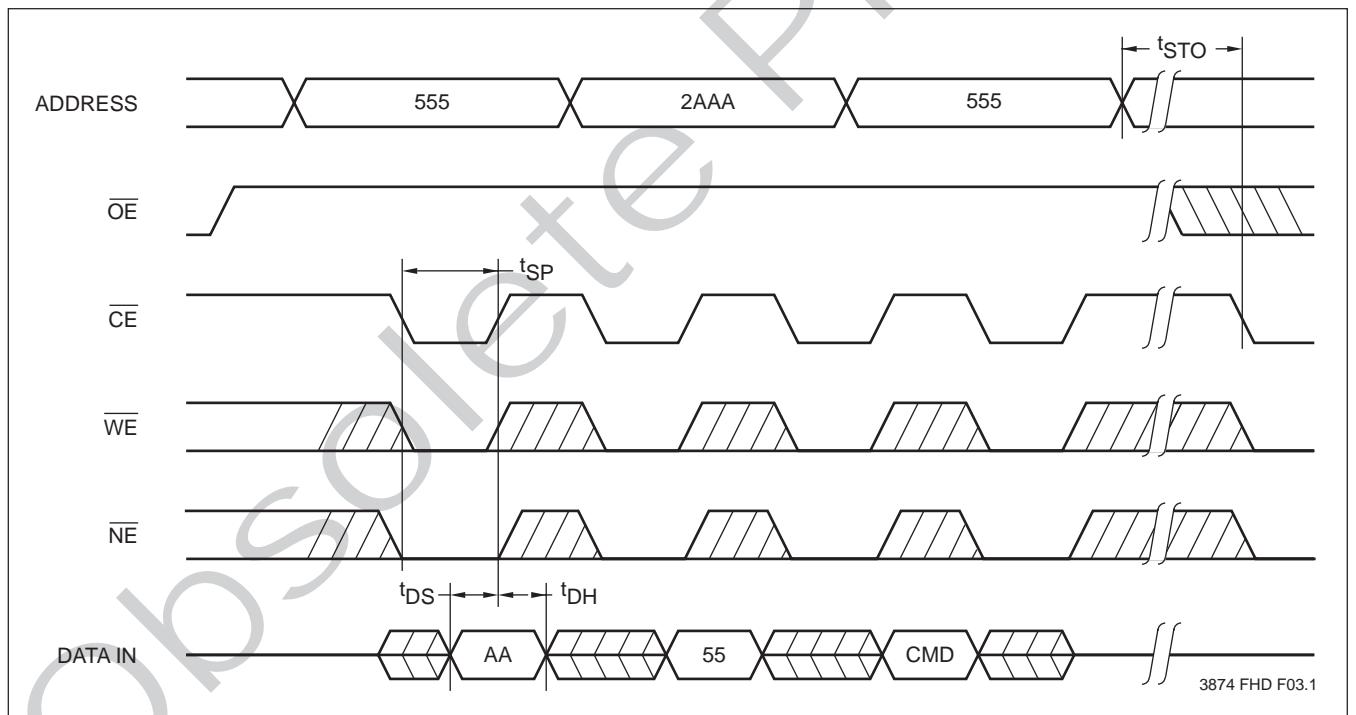 tSTO
ADDRESS 555 2AAA 555
OE
tSP
CE
WE
NE
tDS tDH
DATA IN AA 55 CMD
3874 FHD F03.1
Obsolete P